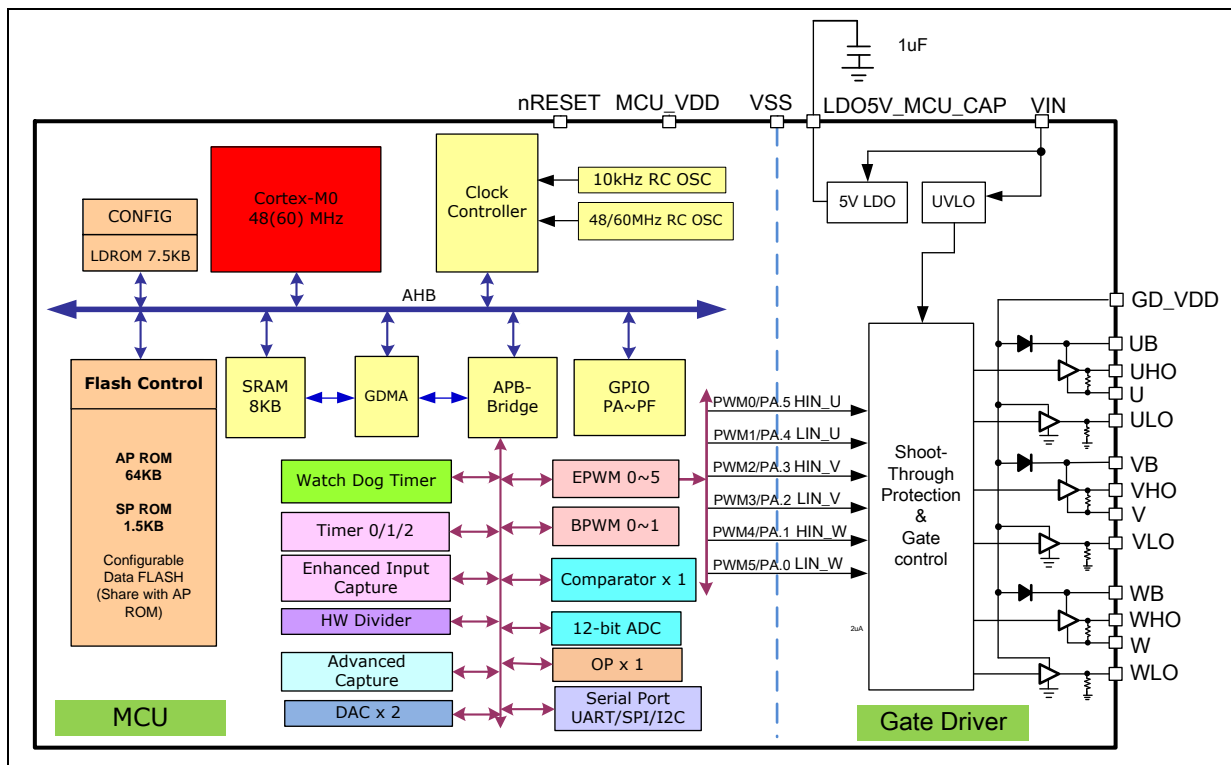 1uF
nRESET
MCU_VDD
VSS
LDO5V_MCU_CAP
VIN
Cortex-M0
48(60) MHz
Clock
Controller
10kHz RC OSC
48/60MHz RC OSC
5V LDO
UVLO
CONFIG
LDROM 7.5KB
AHB
Flash Control
AP ROM
64KB
SP ROM
1.5KB
Configurable
Data FLASH
(Share with AP
ROM)
SRAM
8KB
GDMA
APB-
Bridge
GPIO
PA~PF
Watch Dog Timer
Timer 0/1/2
Enhanced Input
Capture
HW Divider
Advanced
Capture
DAC x 2
EPWM 0~5
BPWM 0~1
Comparator x 1
12-bit ADC
OP x 1
Serial Port
UART/SPI/I2C
PWM0/PA.5 HIN_U
PWM1/PA.4 LIN_U
PWM2/PA.3 HIN_V
PWM3/PA.2 LIN_V
PWM4/PA.1 HIN_W
PWM5/PA.0 LIN_W
Shoot-
Through
Protection
&
Gate
control
2uA
GD_VDD
UB
UHO
U
ULO
VB
VHO
V
VLO
WB
WHO
W
WLO
MCU
Gate Driver